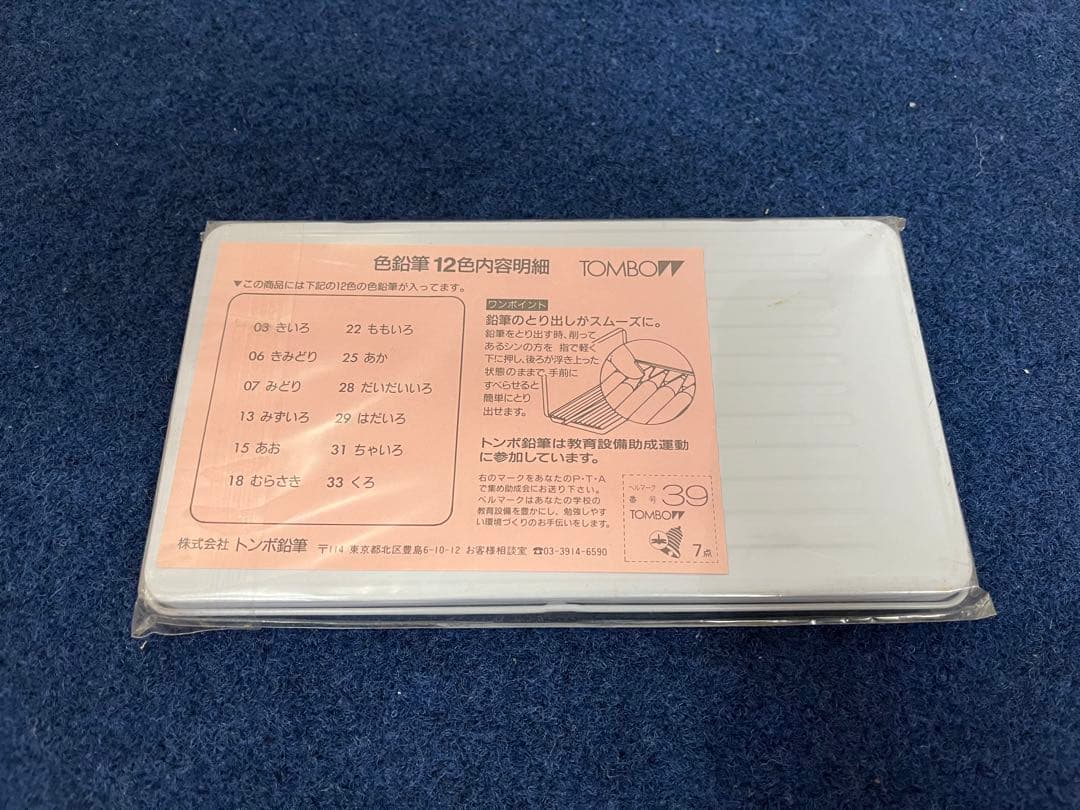 色鉛筆 12色内容明細 TOMBOW
▼この商品には下記の12色の色鉛筆が入ってます。
03 きいろ 22 ももいろ
06 きみどり 25 あか
07 みどり 28 だいだいいろ
13 みずいろ 29 はだいろ
15 あお 31 ちゃいろ
18 むらさき 33 くろ
ワンポイント
鉛筆のとり出しがスムーズに。
鉛筆をとり出す時、削って
あるシンの方を 指で軽く
下に押し、後ろが浮き上った
状態のままで、手前に
すべらせると
簡単にとり
出せます。
トンボ鉛筆は教育設備助成運動
に参加しています。
右のマークをあなたのP・T・A
で集め助成会にお送り下さい。
ベルマークはあなたの学校の
教育設備を豊かにし、勉強しやす
い環境づくりのお手伝いをします。
ベルマーク
番号 39
TOMBOW
7点
株式会社 トンボ鉛筆 〒114 東京都北区豊島6-10-12 お客様相談室 ☎03-3914-6590